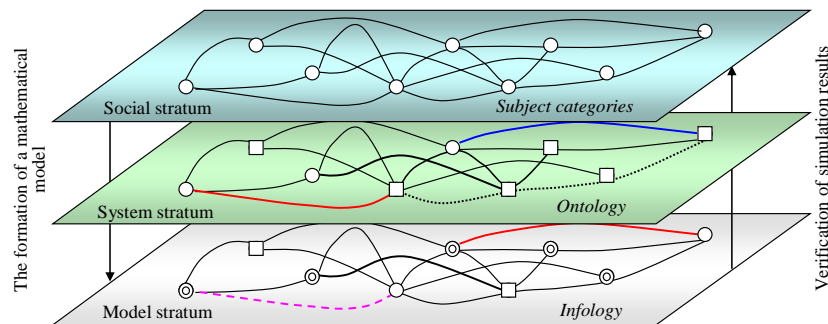 The formation of a mathematical
model
Social stratum
Subject categories
System stratum
Ontology
Model stratum
Infology
Verification of simulation results